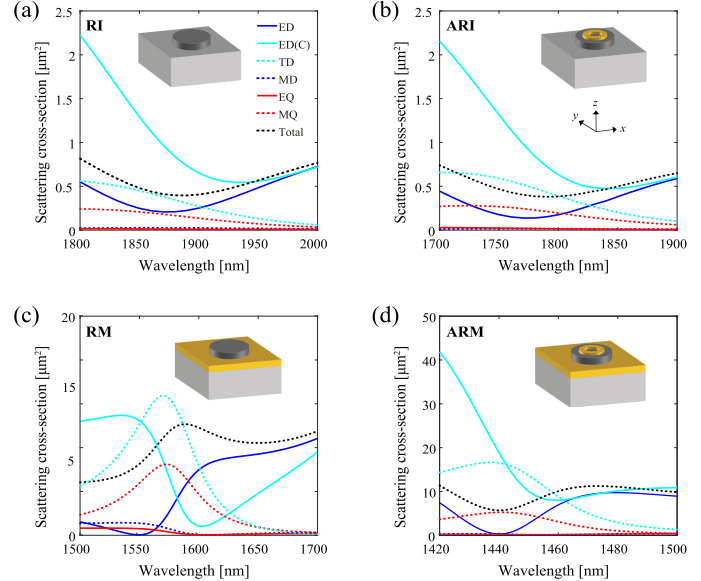 (a)
RI
2.5
2
1.5
1
0.5
0
Scattering cross-section [μm²]
1800 1850 1900 1950 2000
Wavelength [nm]
ED
ED(C)
TD
MD
EQ
MQ
Total
(b)
ARI
2.5
2
1.5
1
0.5
0
Scattering cross-section [μm²]
1700 1750 1800 1850 1900
Wavelength [nm]
z
y
x
(c)
RM
20
15
10
5
0
Scattering cross-section [μm²]
1500 1550 1600 1650 1700
Wavelength [nm]
(d)
ARM
50
40
30
20
10
0
Scattering cross-section [μm²]
1420 1440 1460 1480 1500
Wavelength [nm]